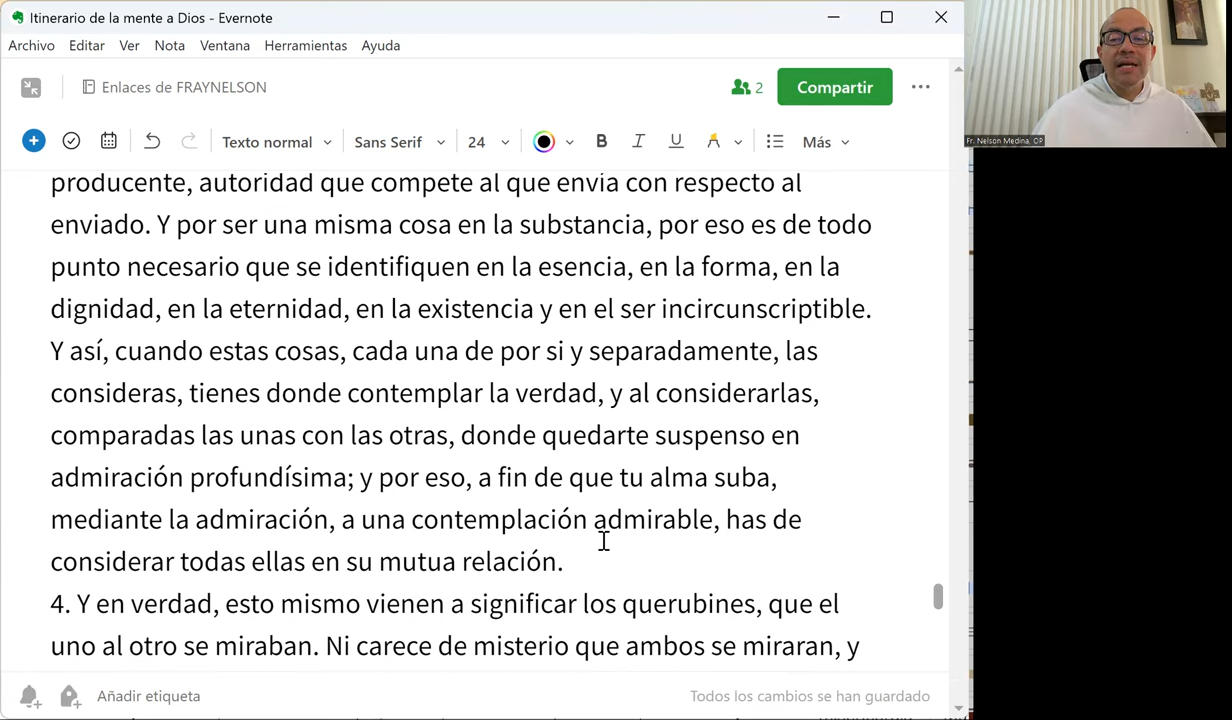 Itinerario de la mente a Dios - Evernote
Archivo Editar Ver Nota Ventana Herramientas Ayuda
Enlaces de FRAYNELSON
2
Compartir
Texto normal
Sans Serif
24
B I U
A
Más
producente, autoridad que compete al que envía con respecto al
enviado. Y por ser una misma cosa en la substancia, por eso es de todo
punto necesario que se identifiquen en la esencia, en la forma, en la
dignidad, en la eternidad, en la existencia y en el ser incircunscriptible.
Y así, cuando estas cosas, cada una de por si y separadamente, las
consideras, tienes donde contemplar la verdad, y al considerarlas,
comparadas las unas con las otras, donde quedarte suspenso en
admiración profundísima; y por eso, a fin de que tu alma suba,
mediante la admiración, a una contemplación admirable, has de
considerar todas ellas en su mutua relación.
4. Y en verdad, esto mismo vienen a significar los querubines, que el
uno al otro se miraban. Ni carece de misterio que ambos se miraran, y
Añadir etiqueta
Todos los cambios se han guardado
Fr. Nelson Medina, OP